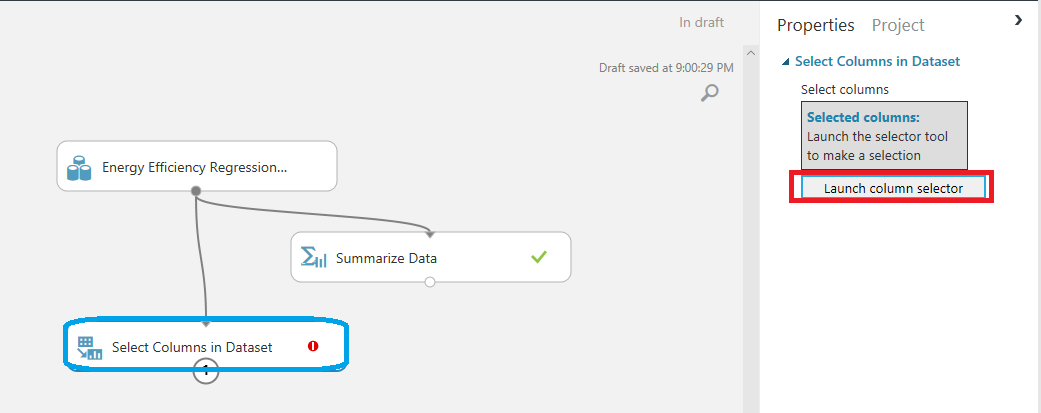 In draft
Draft saved at 9:00:29 PM
Energy Efficiency Regression...
Summarize Data
Select Columns in Dataset
1
Properties Project
Select Columns in Dataset
Select columns
Selected columns:
Launch the selector tool
to make a selection
Launch column selector